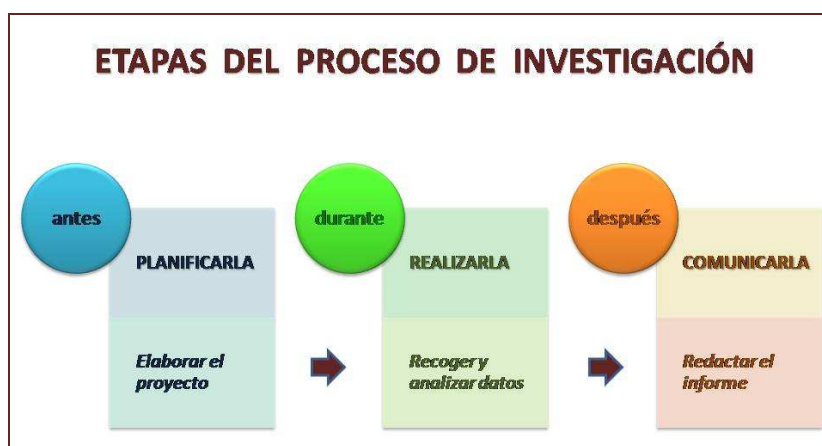 ETAPAS DEL PROCESO DE INVESTIGACIÓN
antes
PLANIFICARLA
Elaborar el
proyecto
durante
REALIZARLA
Recoger y
analizar datos
después
COMUNICARLA
Redactar el
informe